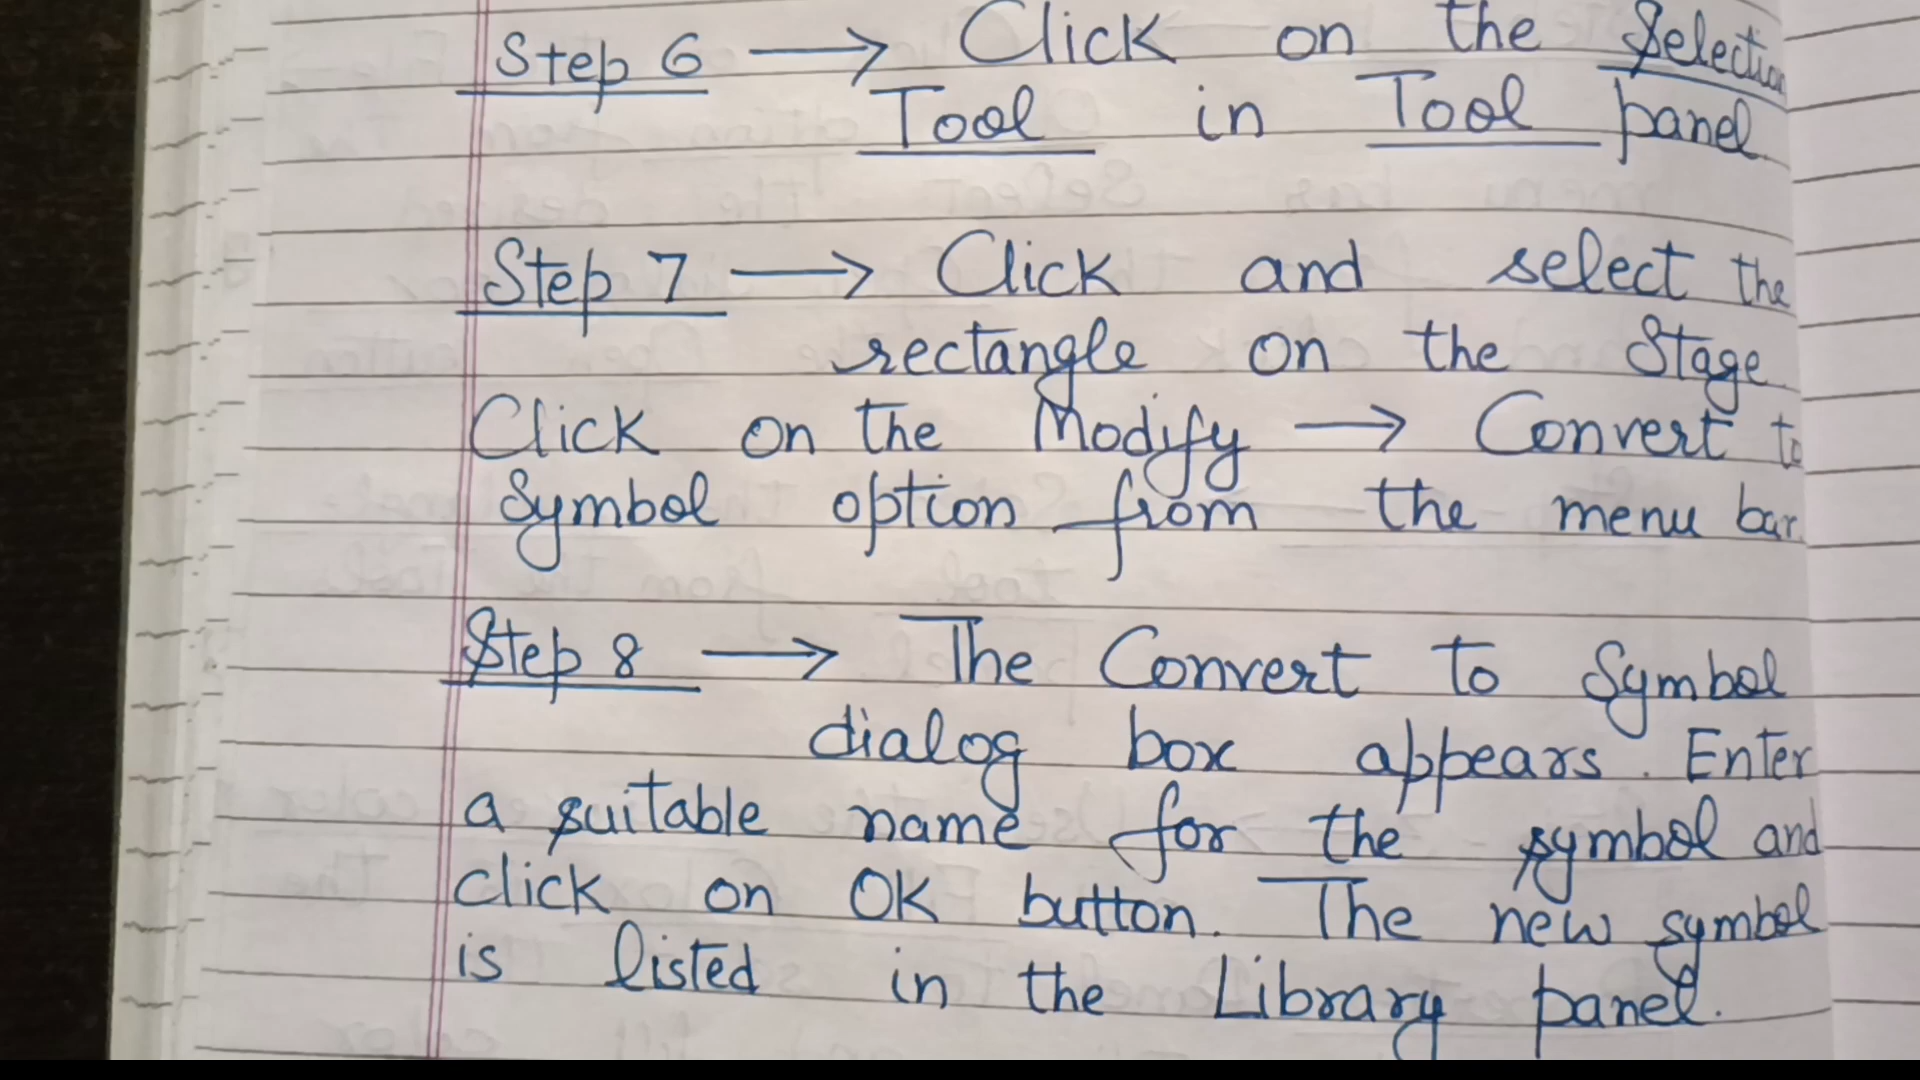 Step 6 → Click on the Selection
Tool in Tool panel
Step 7 → Click and select the
rectangle on the Stage
Click on the Modify → Convert to
Symbol option from the menu bar.
Step 8 → The Convert to Symbol
dialog box appears. Enter
a suitable name for the symbol and
click on OK button. The new symbol
is listed in the Library panel.